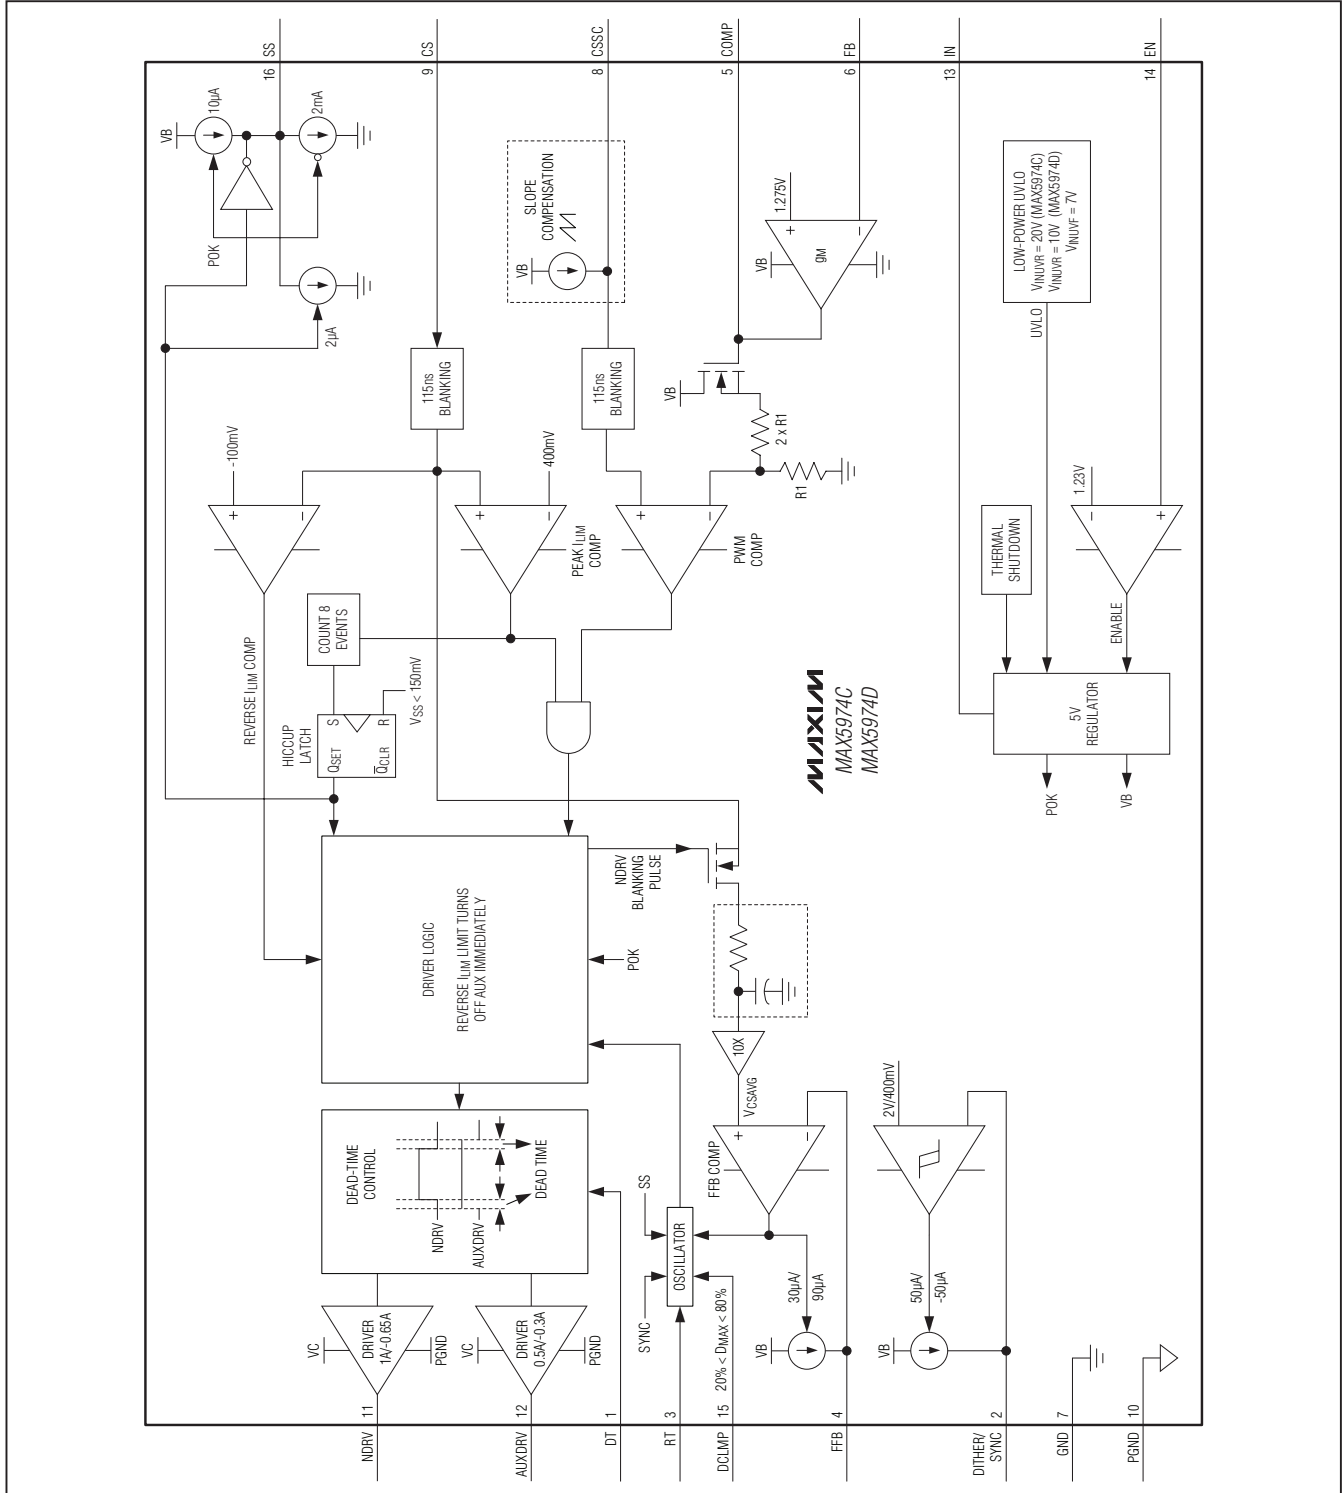 16 SS
9 CS
8 CSSC
5 COMP
6 FB
13 IN
14 EN
VB
10µA
2mA
POK
2µA
SLOPE
COMPENSATION
VB
1.275V
+
−
gM
VB
LOW-POWER UVLO
VINUVR = 20V (MAX5974C)
VINUVR = 10V (MAX5974D)
VINUVF = 7V
UVLO
115ns
BLANKING
115ns
BLANKING
VB
2 x R1
R1
-100mV
+
−
400mV
+
−
PEAK ILIM
COMP
+
−
PWM
COMP
1.23V
−
+
THERMAL
SHUTDOWN
ENABLE
REVERSE ILIM COMP
COUNT 8
EVENTS
HICCUP
LATCH
S
R
QSET
Q̅CLR
VSS < 150mV
MAXIM
MAX5974C
MAX5974D
5V
REGULATOR
POK
VB
DRIVER LOGIC
REVERSE ILIM LIMIT TURNS
OFF AUX IMMEDIATELY
NDRV
BLANKING
PULSE
POK
10X
VCSAVG
+
−
FFB COMP
2V/400mV
DEAD-TIME
CONTROL
NDRV
AUXDRV
DEAD TIME
SS
OSCILLATOR
SYNC
20% < DMAX < 80%
30µA/
90µA
VB
50µA/
-50µA
VB
VC
DRIVER
1A/-0.65A
PGND
VC
DRIVER
0.5A/-0.3A
PGND
NDRV 11
AUXDRV 12
DT 1
RT 3
DCLMP 15
FFB 4
DITHER/
SYNC 2
GND 7
PGND 10